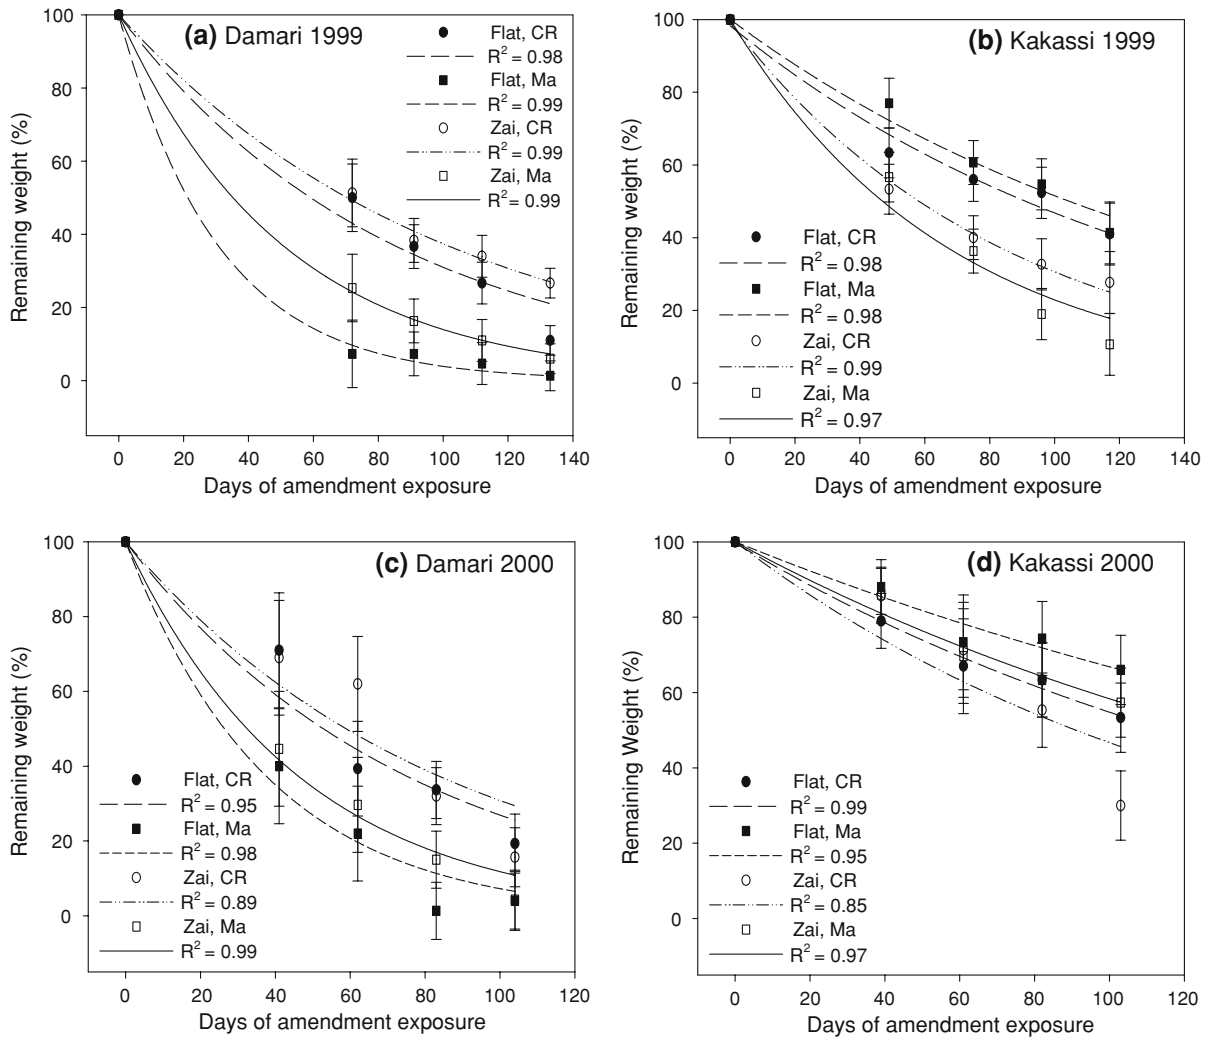 (a) Damari 1999
Remaining weight (%)
100
80
60
40
20
0
Flat, CR
R² = 0.98
Flat, Ma
R² = 0.99
Zai, CR
R² = 0.99
Zai, Ma
R² = 0.99
0 20 40 60 80 100 120 140
Days of amendment exposure
(b) Kakassi 1999
Remaining weight (%)
100
80
60
40
20
0
Flat, CR
R² = 0.98
Flat, Ma
R² = 0.98
Zai, CR
R² = 0.99
Zai, Ma
R² = 0.97
0 20 40 60 80 100 120 140
Days of amendment exposure
(c) Damari 2000
Remaining weight (%)
100
80
60
40
20
0
Flat, CR
R² = 0.95
Flat, Ma
R² = 0.98
Zai, CR
R² = 0.89
Zai, Ma
R² = 0.99
0 20 40 60 80 100 120
Days of amendment exposure
(d) Kakassi 2000
Remaining Weight (%)
100
80
60
40
20
0
Flat, CR
R² = 0.99
Flat, Ma
R² = 0.95
Zai, CR
R² = 0.85
Zai, Ma
R² = 0.97
0 20 40 60 80 100 120
Days of amendment exposure